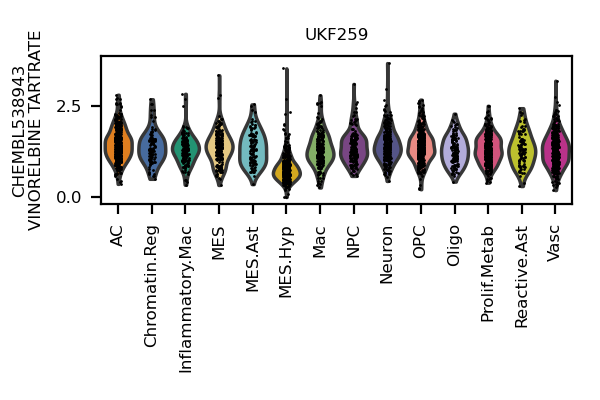 UKF259
CHEMBL538943
VINORELBINE TARTRATE
2.5
0.0
AC
Chromatin.Reg
Inflammatory.Mac
MES
MES.Ast
MES.Hyp
Mac
NPC
Neuron
OPC
Oligo
Prolif.Metab
Reactive.Ast
Vasc